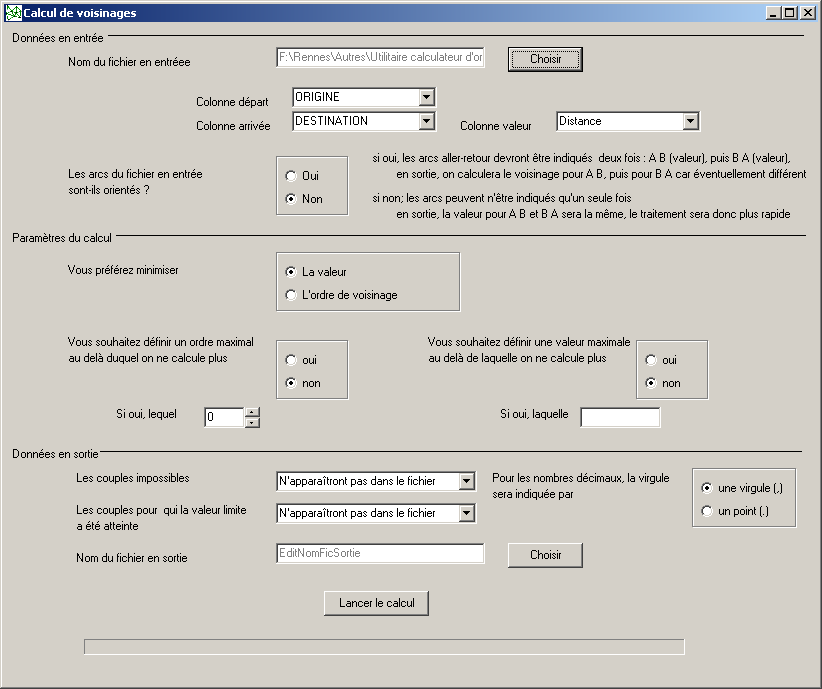 Calcul de voisinages
Données en entrée
Nom du fichier en entréee
F:\Rennes\Autres\Utilitaire calculateur d'or
Choisir
Colonne départ
ORIGINE
Colonne arrivée
DESTINATION
Colonne valeur
Distance
Les arcs du fichier en entrée
sont-ils orientés ?
Oui
Non
si oui, les arcs aller-retour devront être indiqués deux fois : A B (valeur), puis B A (valeur),
en sortie, on calculera le voisinage pour A B, puis pour B A car éventuellement différent
si non; les arcs peuvent n'être indiqués qu'un seule fois
en sortie, la valeur pour A B et B A sera la même, le traitement sera donc plus rapide
Paramètres du calcul
Vous préférez minimiser
La valeur
L'ordre de voisinage
Vous souhaitez définir un ordre maximal
au delà duquel on ne calcule plus
oui
non
Vous souhaitez définir une valeur maximale
au delà de laquelle on ne calcule plus
oui
non
Si oui, lequel
0
Si oui, laquelle
Données en sortie
Les couples impossibles
N'apparaîtront pas dans le fichier
Les couples pour qui la valeur limite
a été atteinte
N'apparaîtront pas dans le fichier
Pour les nombres décimaux, la virgule
sera indiquée par
une virgule (,)
un point (.)
Nom du fichier en sortie
EditNomFicSortie
Choisir
Lancer le calcul